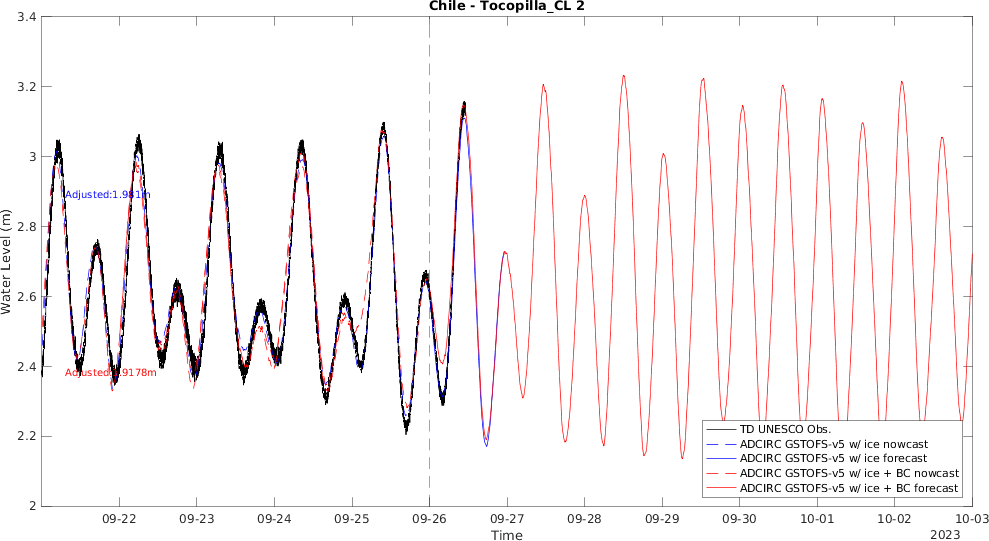 Chile - Tocopilla_CL 2
3.4
3.2
3
2.8
2.6
2.4
2.2
2
Water Level (m)
Adjusted:1.981m
09-22
09-23
09-24
09-25
09-26
09-27
09-28
09-29
09-30
10-01
10-02
10-03
2023
Time
TD UNESCO Obs.
ADCIRC GSTOFS-v5 w/ ice nowcast
ADCIRC GSTOFS-v5 w/ ice forecast
ADCIRC GSTOFS-v5 w/ ice + BC nowcast
ADCIRC GSTOFS-v5 w/ ice + BC forecast